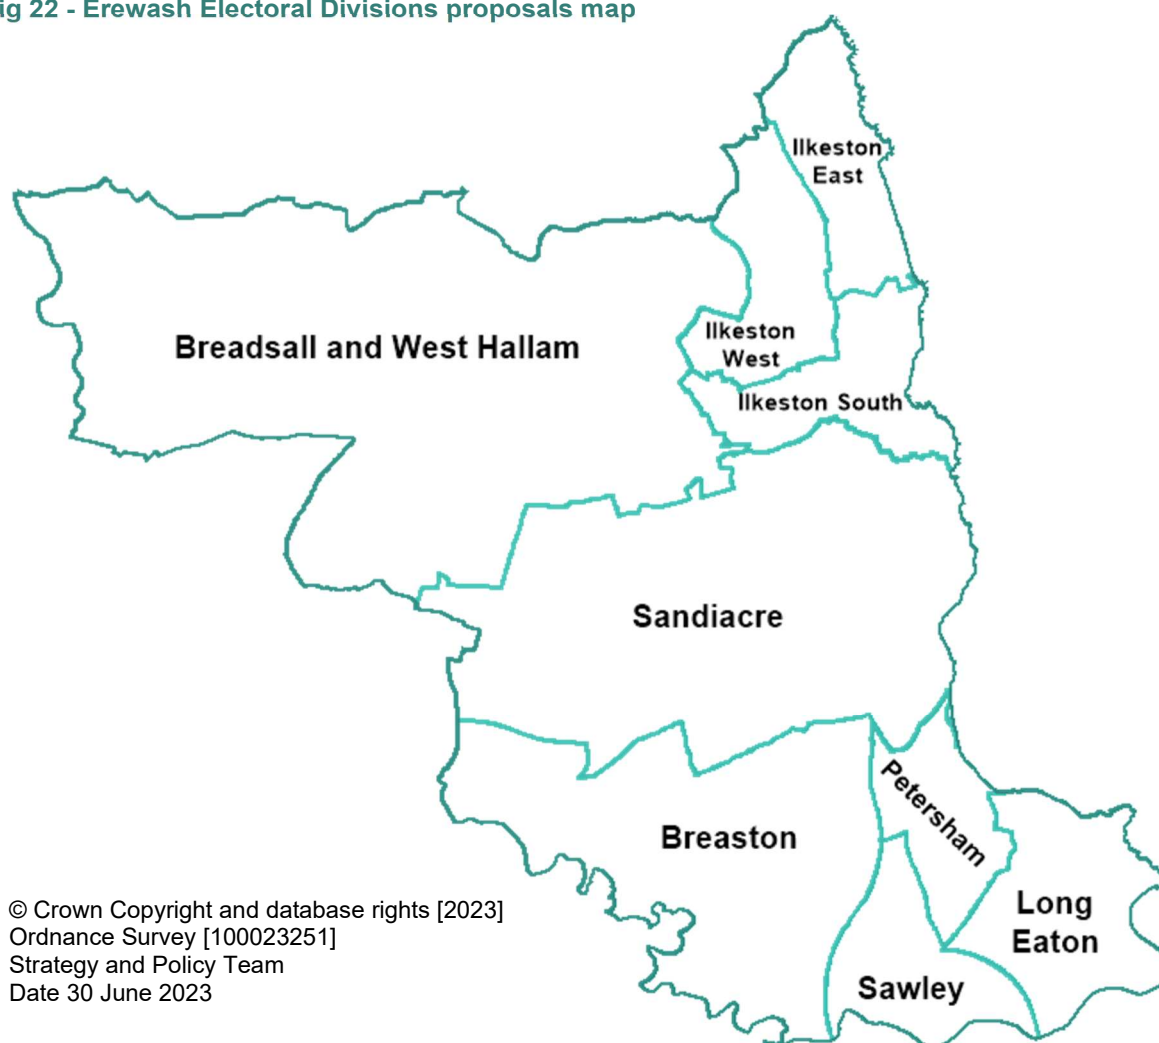 ig 22 - Erewash Electoral Divisions proposals map
Ilkeston
East
Breadsall and West Hallam
Ilkeston
West
Ilkeston South
Sandiacre
Petersham
Breaston
Long
Eaton
Sawley
© Crown Copyright and database rights [2023]
Ordnance Survey [100023251]
Strategy and Policy Team
Date 30 June 2023